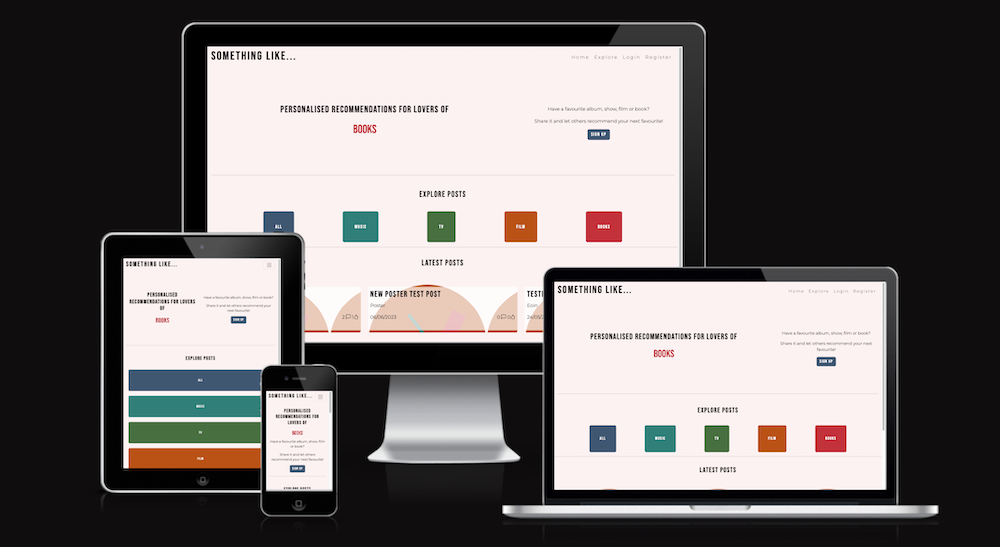 SOMETHING LIKE...
Home Explore Login Register
PERSONALISED RECOMMENDATIONS FOR LOVERS OF
BOOKS
Have a favourite album, show, film or book?
Share it and let others recommend your next favourite!
SIGN UP
EXPLORE POSTS
ALL
MUSIC
TV
FILM
BOOKS
LATEST POSTS
NEW POSTER TEST POST
Poster
06/06/2023
0
0
2
TESTI
Eoin
SOMETHING LIKE...
PERSONALISED
RECOMMENDATIONS FOR LOVERS
OF
BOOKS
Have a favourite album, show, film or book?
Share it and let others recommend your next
favourite!
SIGN UP
EXPLORE POSTS
ALL
MUSIC
TV
FILM
SOMETHING LIKE...
PERSONALISED
RECOMMENDATIONS FOR
LOVERS OF
BOOKS
Have a favourite album, show, film
or book?
Share it and let others
recommend your next favourite!
SIGN UP
EXPLORE POSTS
SOMETHING LIKE...
Home Explore Login Register
PERSONALISED RECOMMENDATIONS FOR LOVERS OF
BOOKS
Have a favourite album, show, film or book?
Share it and let others recommend your next
favourite!
SIGN UP
EXPLORE POSTS
ALL
MUSIC
TV
FILM
BOOKS
LATEST POSTS